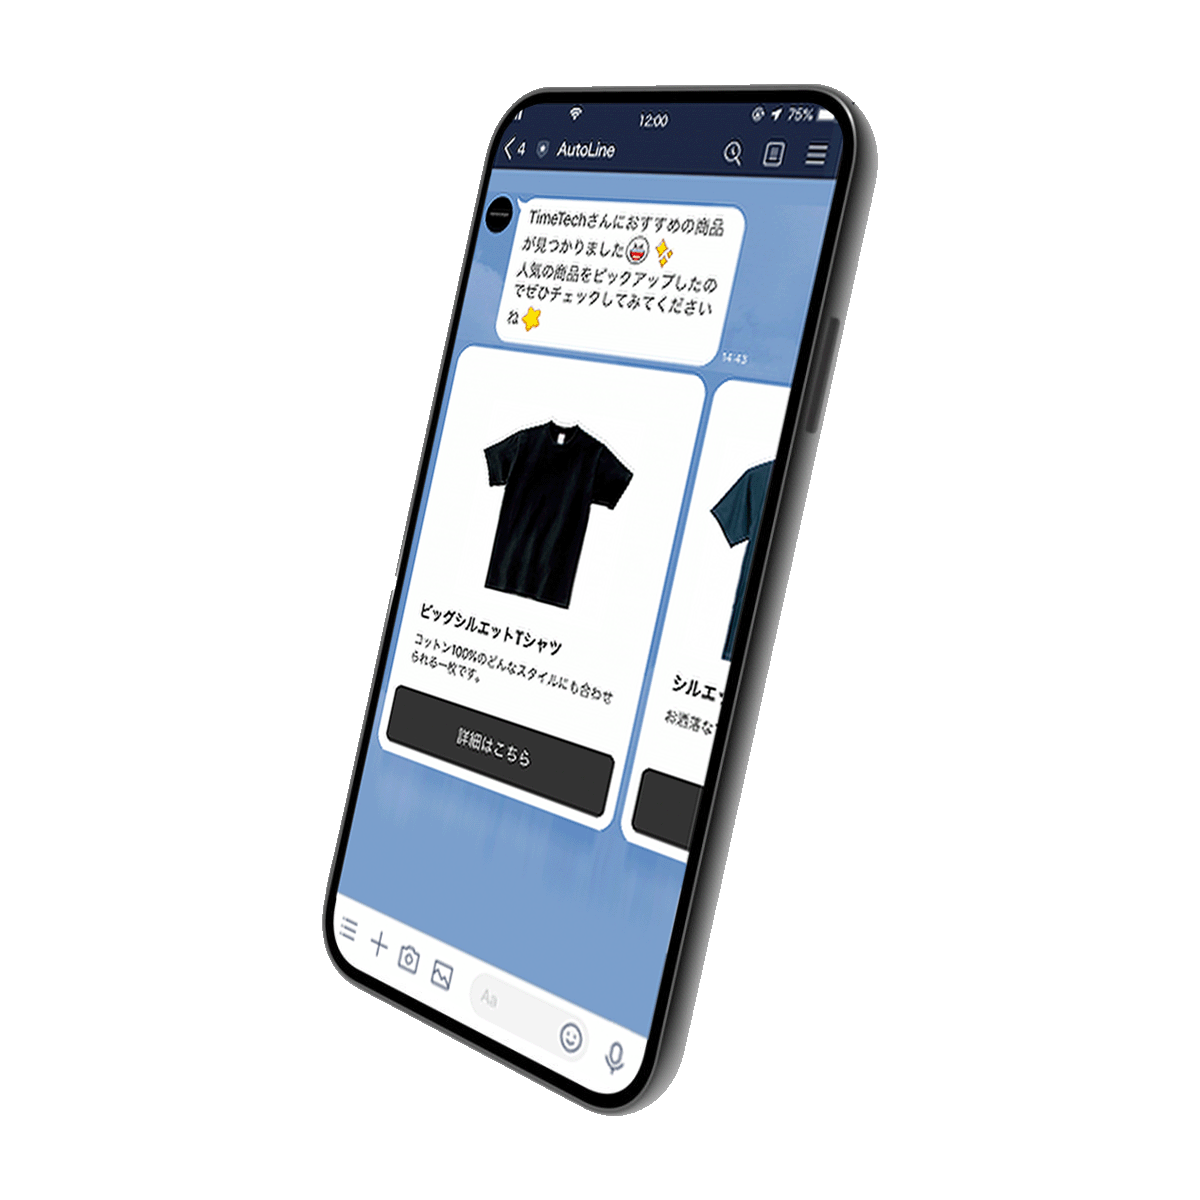 12:00
75%
4
AutoLine
TimeTechさんにおすすめの商品
が見つかりました
人気の商品をピックアップしたの
でぜひチェックしてみてください
ね
14:43
ビッグシルエットTシャツ
コットン100%のどんなスタイルにも合わせ
られる一枚です。
詳細はこちら
シルエッ
お洒落な
Aa